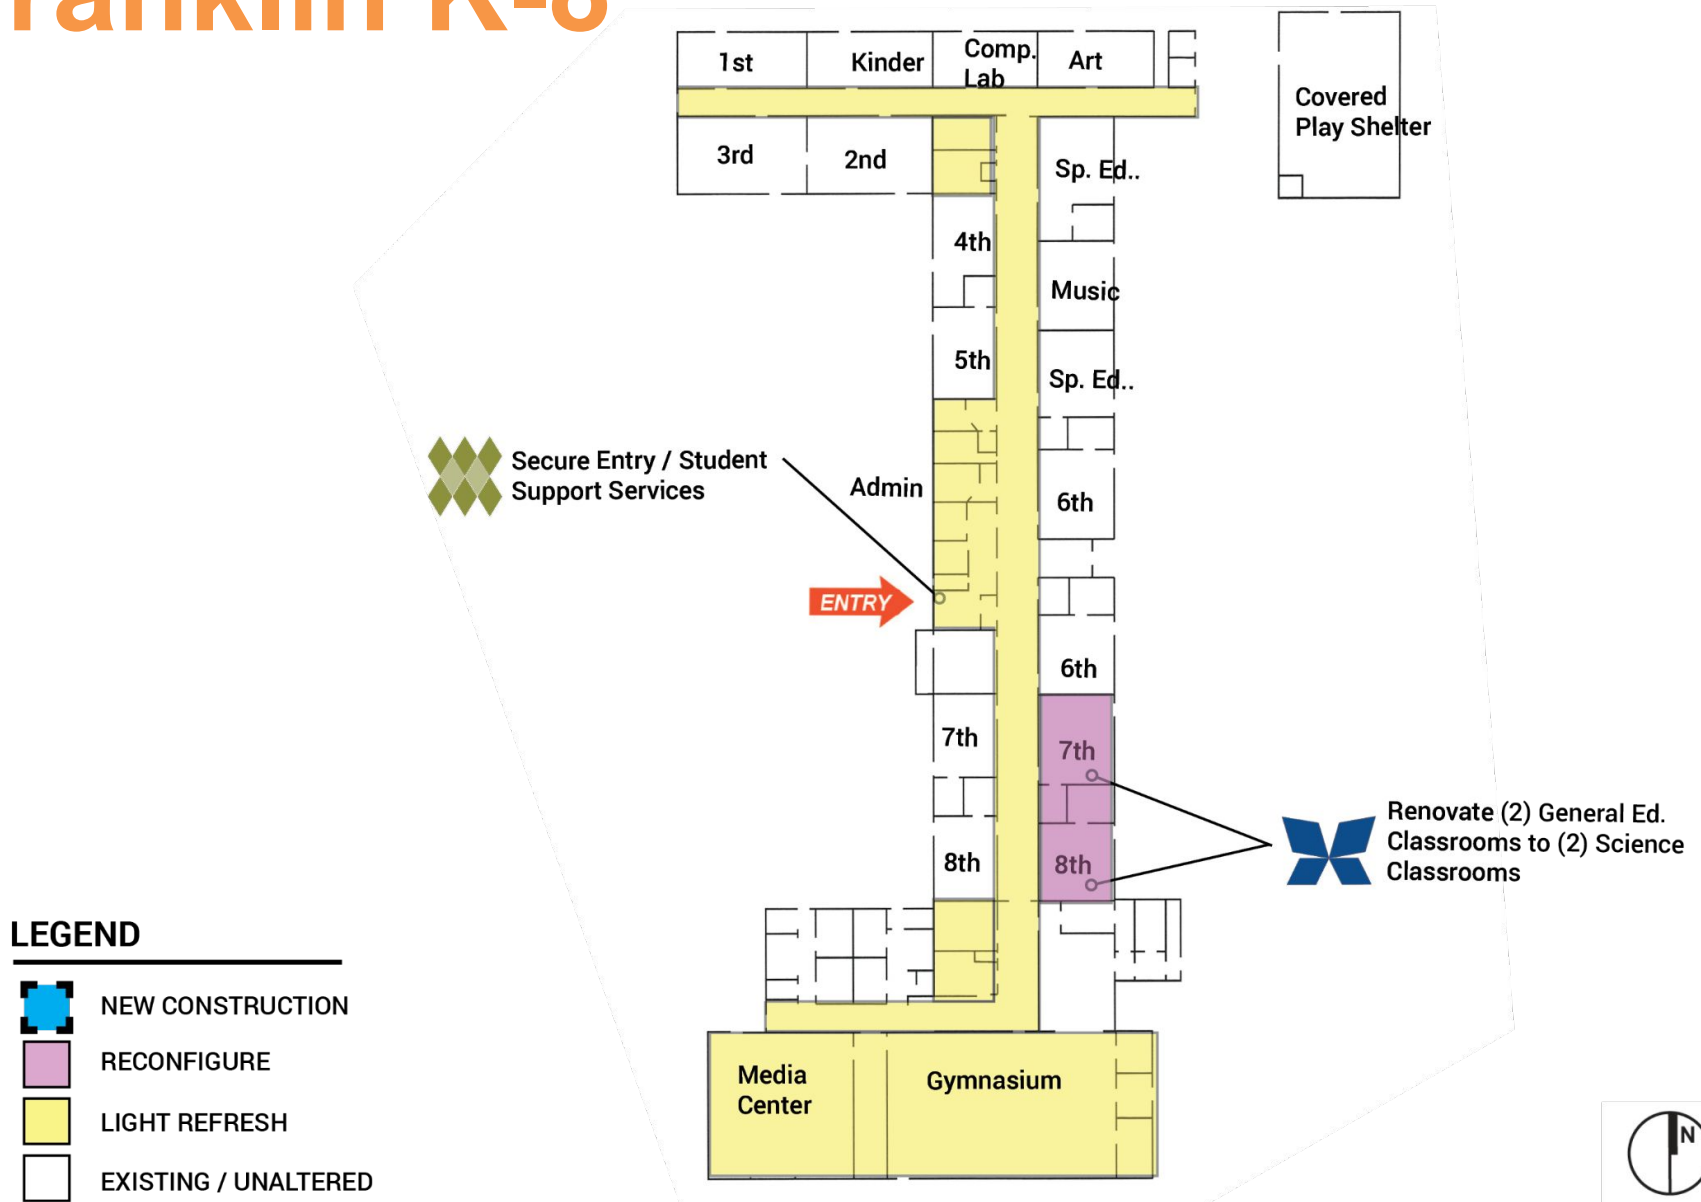 ranklin K-8
1st
Kinder
Comp.
Lab
Art
Covered
Play Shelter
3rd
2nd
Sp. Ed..
4th
Music
5th
Sp. Ed..
Secure Entry / Student
Support Services
Admin
6th
ENTRY
6th
7th
7th
8th
8th
Renovate (2) General Ed.
Classrooms to (2) Science
Classrooms
Media
Center
Gymnasium
LEGEND
NEW CONSTRUCTION
RECONFIGURE
LIGHT REFRESH
EXISTING / UNALTERED
N